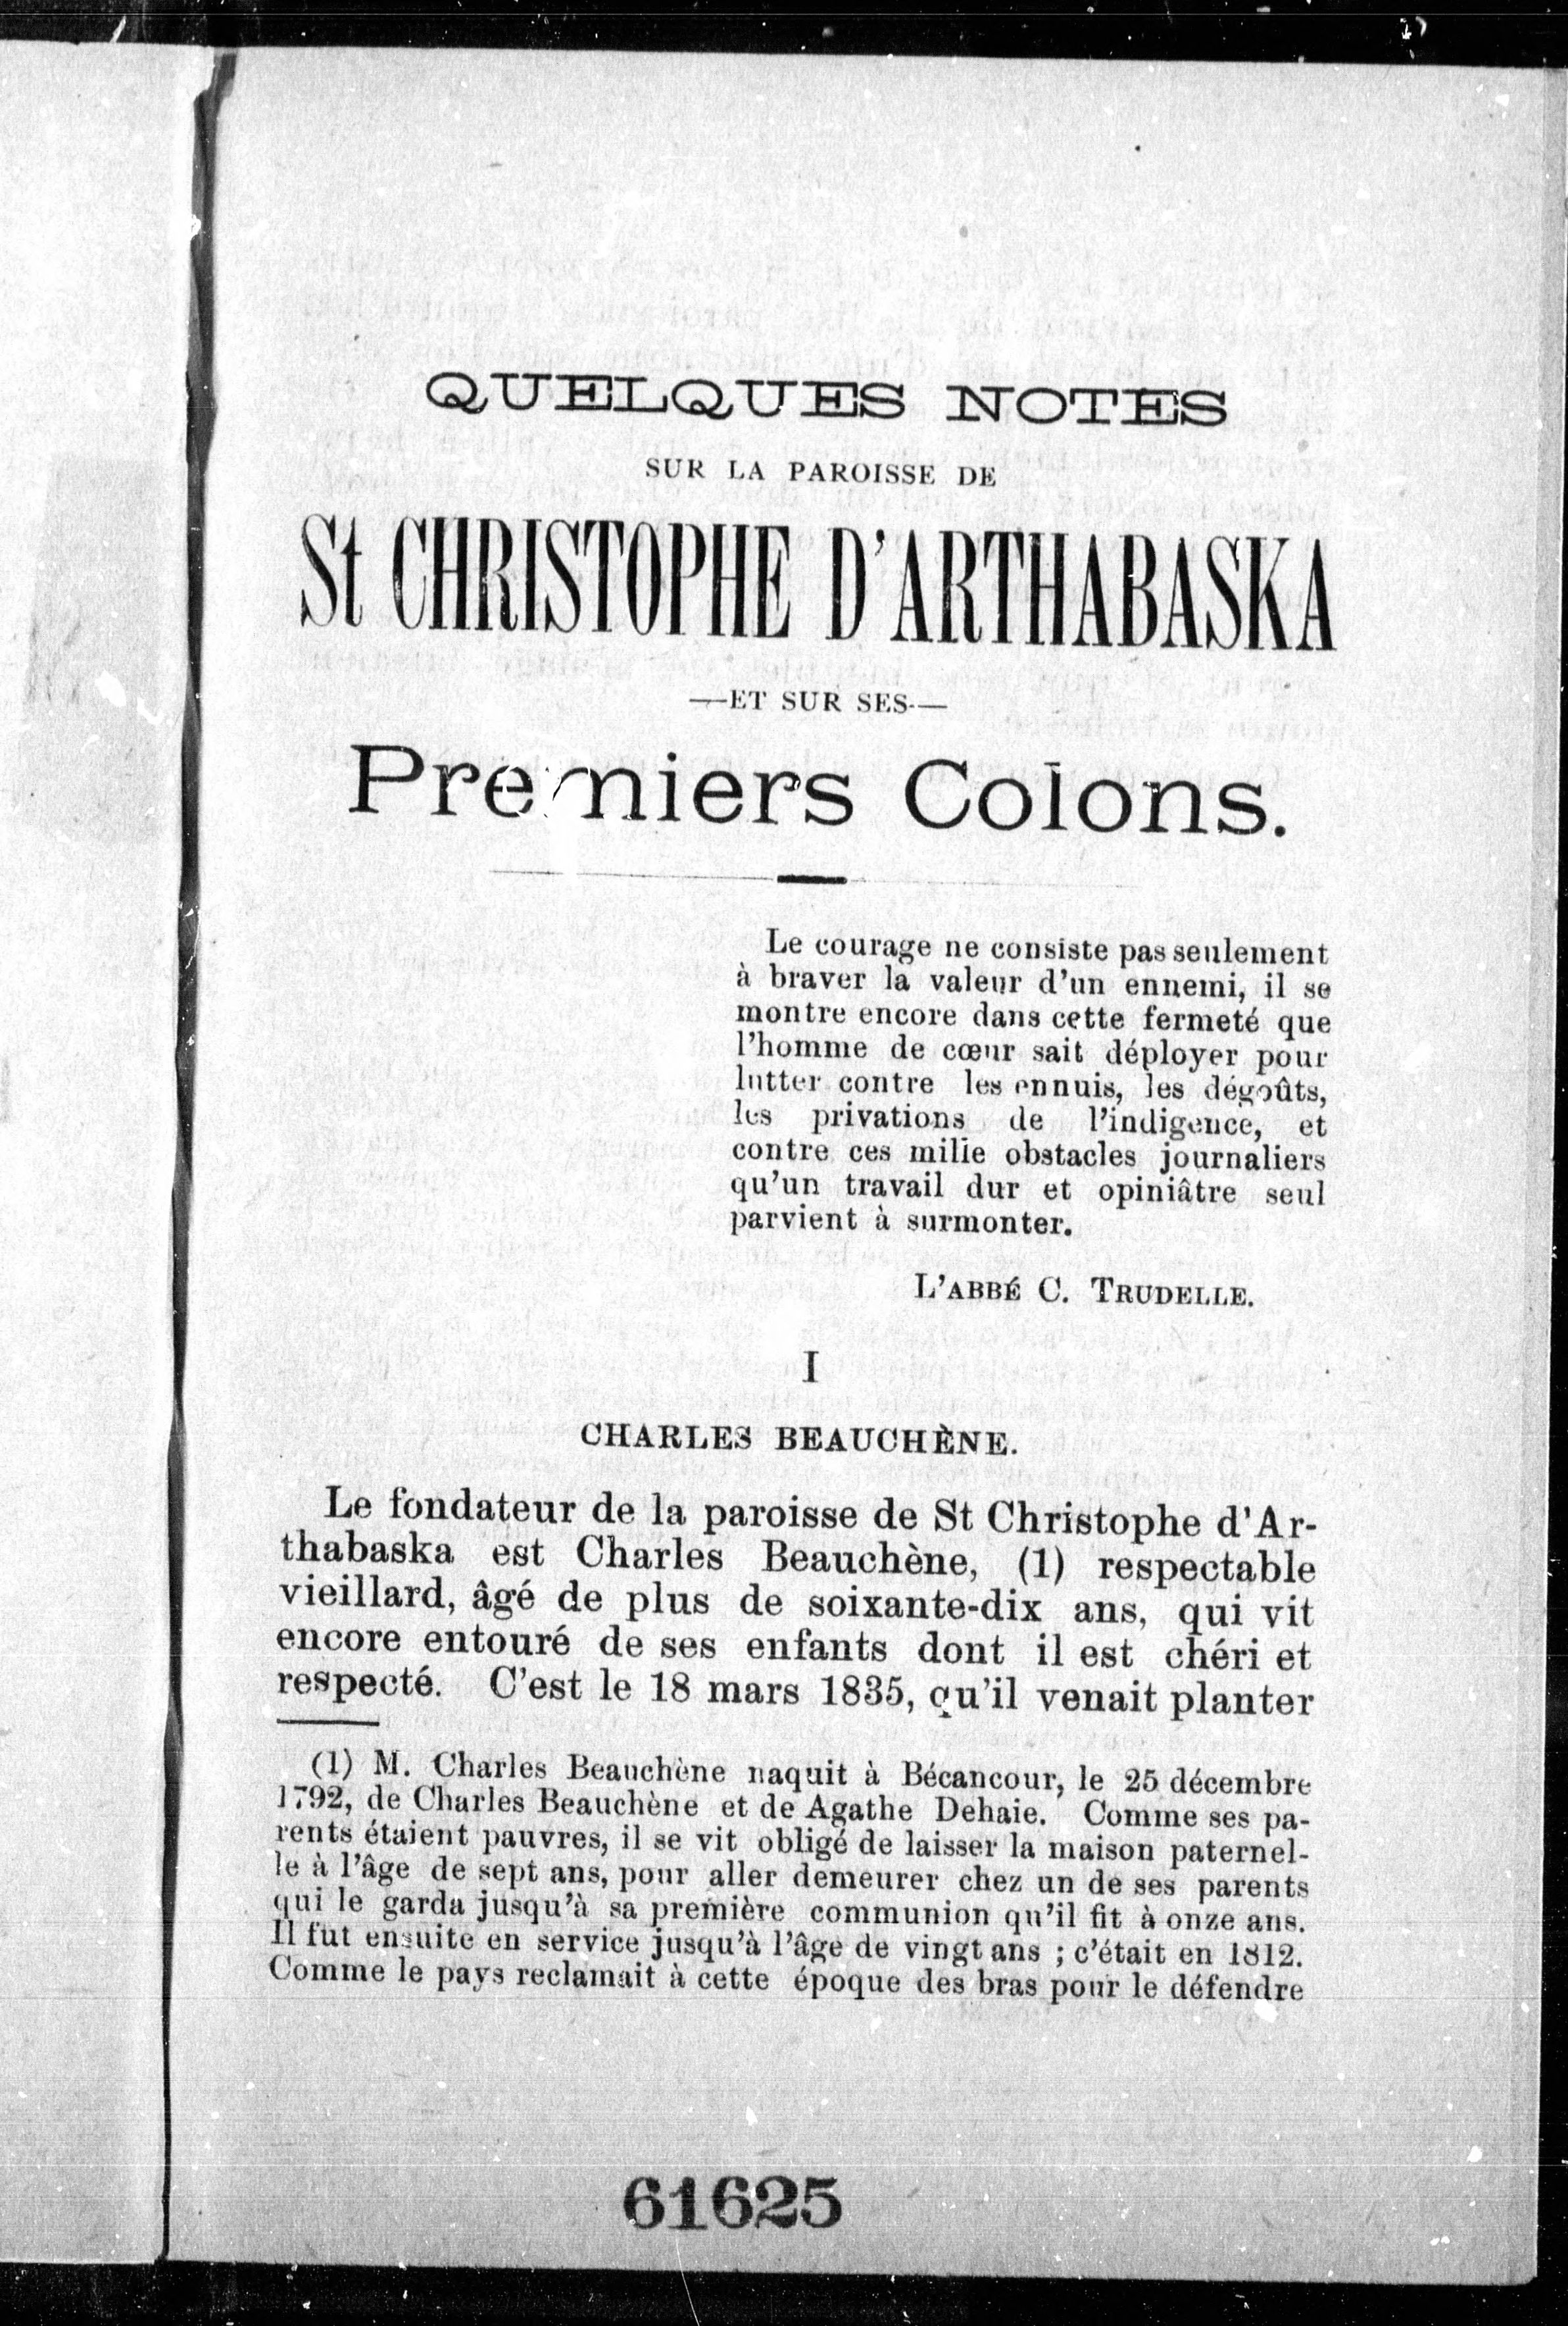 QUELQUES NOTES
SUR LA PAROISSE DE
St CHRISTOPHE D'ARTHABASKA
—ET SUR SES—
Premiers Colons.
Le courage ne consiste pas seulement
à braver la valeur d'un ennemi, il se
montre encore dans cette fermeté que
l'homme de cœur sait déployer pour
lutter contre les ennuis, les dégoûts,
les privations de l'indigence, et
contre ces mille obstacles journaliers
qu'un travail dur et opiniâtre seul
parvient à surmonter.
L'ABBÉ C. TRUDELLE.
I
CHARLES BEAUCHÈNE.
Le fondateur de la paroisse de St Christophe d'Ar-
thabaska est Charles Beauchène, (1) respectable
vieillard, âgé de plus de soixante-dix ans, qui vit
encore entouré de ses enfants dont il est chéri et
respecté. C'est le 18 mars 1835, qu'il venait planter
(1) M. Charles Beauchène naquit à Bécancour, le 25 décembre
1792, de Charles Beauchène et de Agathe Dehaie. Comme ses pa-
rents étaient pauvres, il se vit obligé de laisser la maison paternel-
le à l'âge de sept ans, pour aller demeurer chez un de ses parents
qui le garda jusqu'à sa première communion qu'il fit à onze ans.
Il fut ensuite en service jusqu'à l'âge de vingt ans ; c'était en 1812.
Comme le pays reclamait à cette époque des bras pour le défendre
61625